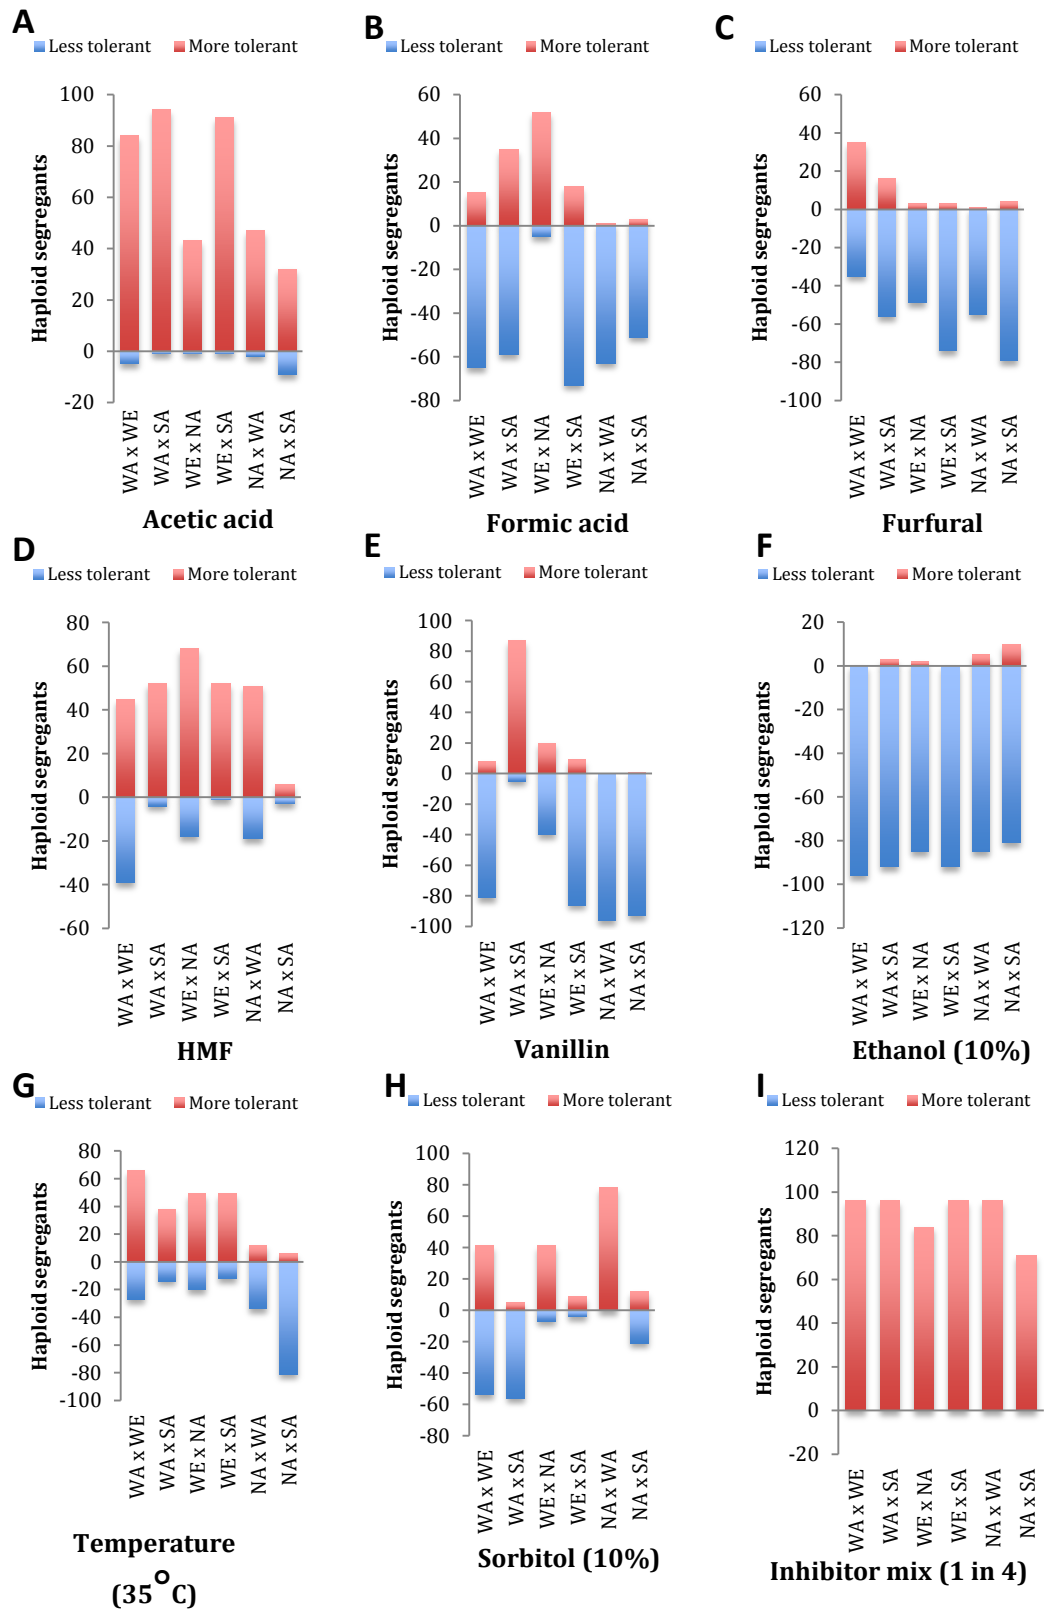 A
Less tolerant More tolerant
Haploid segregants
100
80
60
40
20
0
-20
WA x WE
WA x SA
WE x NA
WE x SA
NA x WA
NA x SA
Acetic acid
B
Less tolerant More tolerant
Haploid segregants
60
40
20
0
-20
-40
-60
-80
WA x WE
WA x SA
WE x NA
WE x SA
NA x WA
NA x SA
Formic acid
C
Less tolerant More tolerant
Haploid segregants
60
40
20
0
-20
-40
-60
-80
-100
WA x WE
WA x SA
WE x NA
WE x SA
NA x WA
NA x SA
Furfural
D
Less tolerant More tolerant
Haploid segregants
80
60
40
20
0
-20
-40
-60
WA x WE
WA x SA
WE x NA
WE x SA
NA x WA
NA x SA
HMF
E
Less tolerant More tolerant
Haploid segregants
100
80
60
40
20
0
-20
-40
-60
-80
-100
WA x WE
WA x SA
WE x NA
WE x SA
NA x WA
NA x SA
Vanillin
F
Less tolerant More tolerant
Haploid segregants
20
0
-20
-40
-60
-80
-100
-120
WA x WE
WA x SA
WE x NA
WE x SA
NA x WA
NA x SA
Ethanol (10%)
G
Less tolerant More tolerant
Haploid segregants
80
60
40
20
0
-20
-40
-60
-80
-100
WA x WE
WA x SA
WE x NA
WE x SA
NA x WA
NA x SA
Temperature
(35°C)
H
Less tolerant More tolerant
Haploid segregants
100
80
60
40
20
0
-20
-40
-60
-80
WA x WE
WA x SA
WE x NA
WE x SA
NA x WA
NA x SA
Sorbitol (10%)
I
Less tolerant More tolerant
Haploid segregants
120
100
80
60
40
20
0
-20
WA x WE
WA x SA
WE x NA
WE x SA
NA x WA
NA x SA
Inhibitor mix (1 in 4)